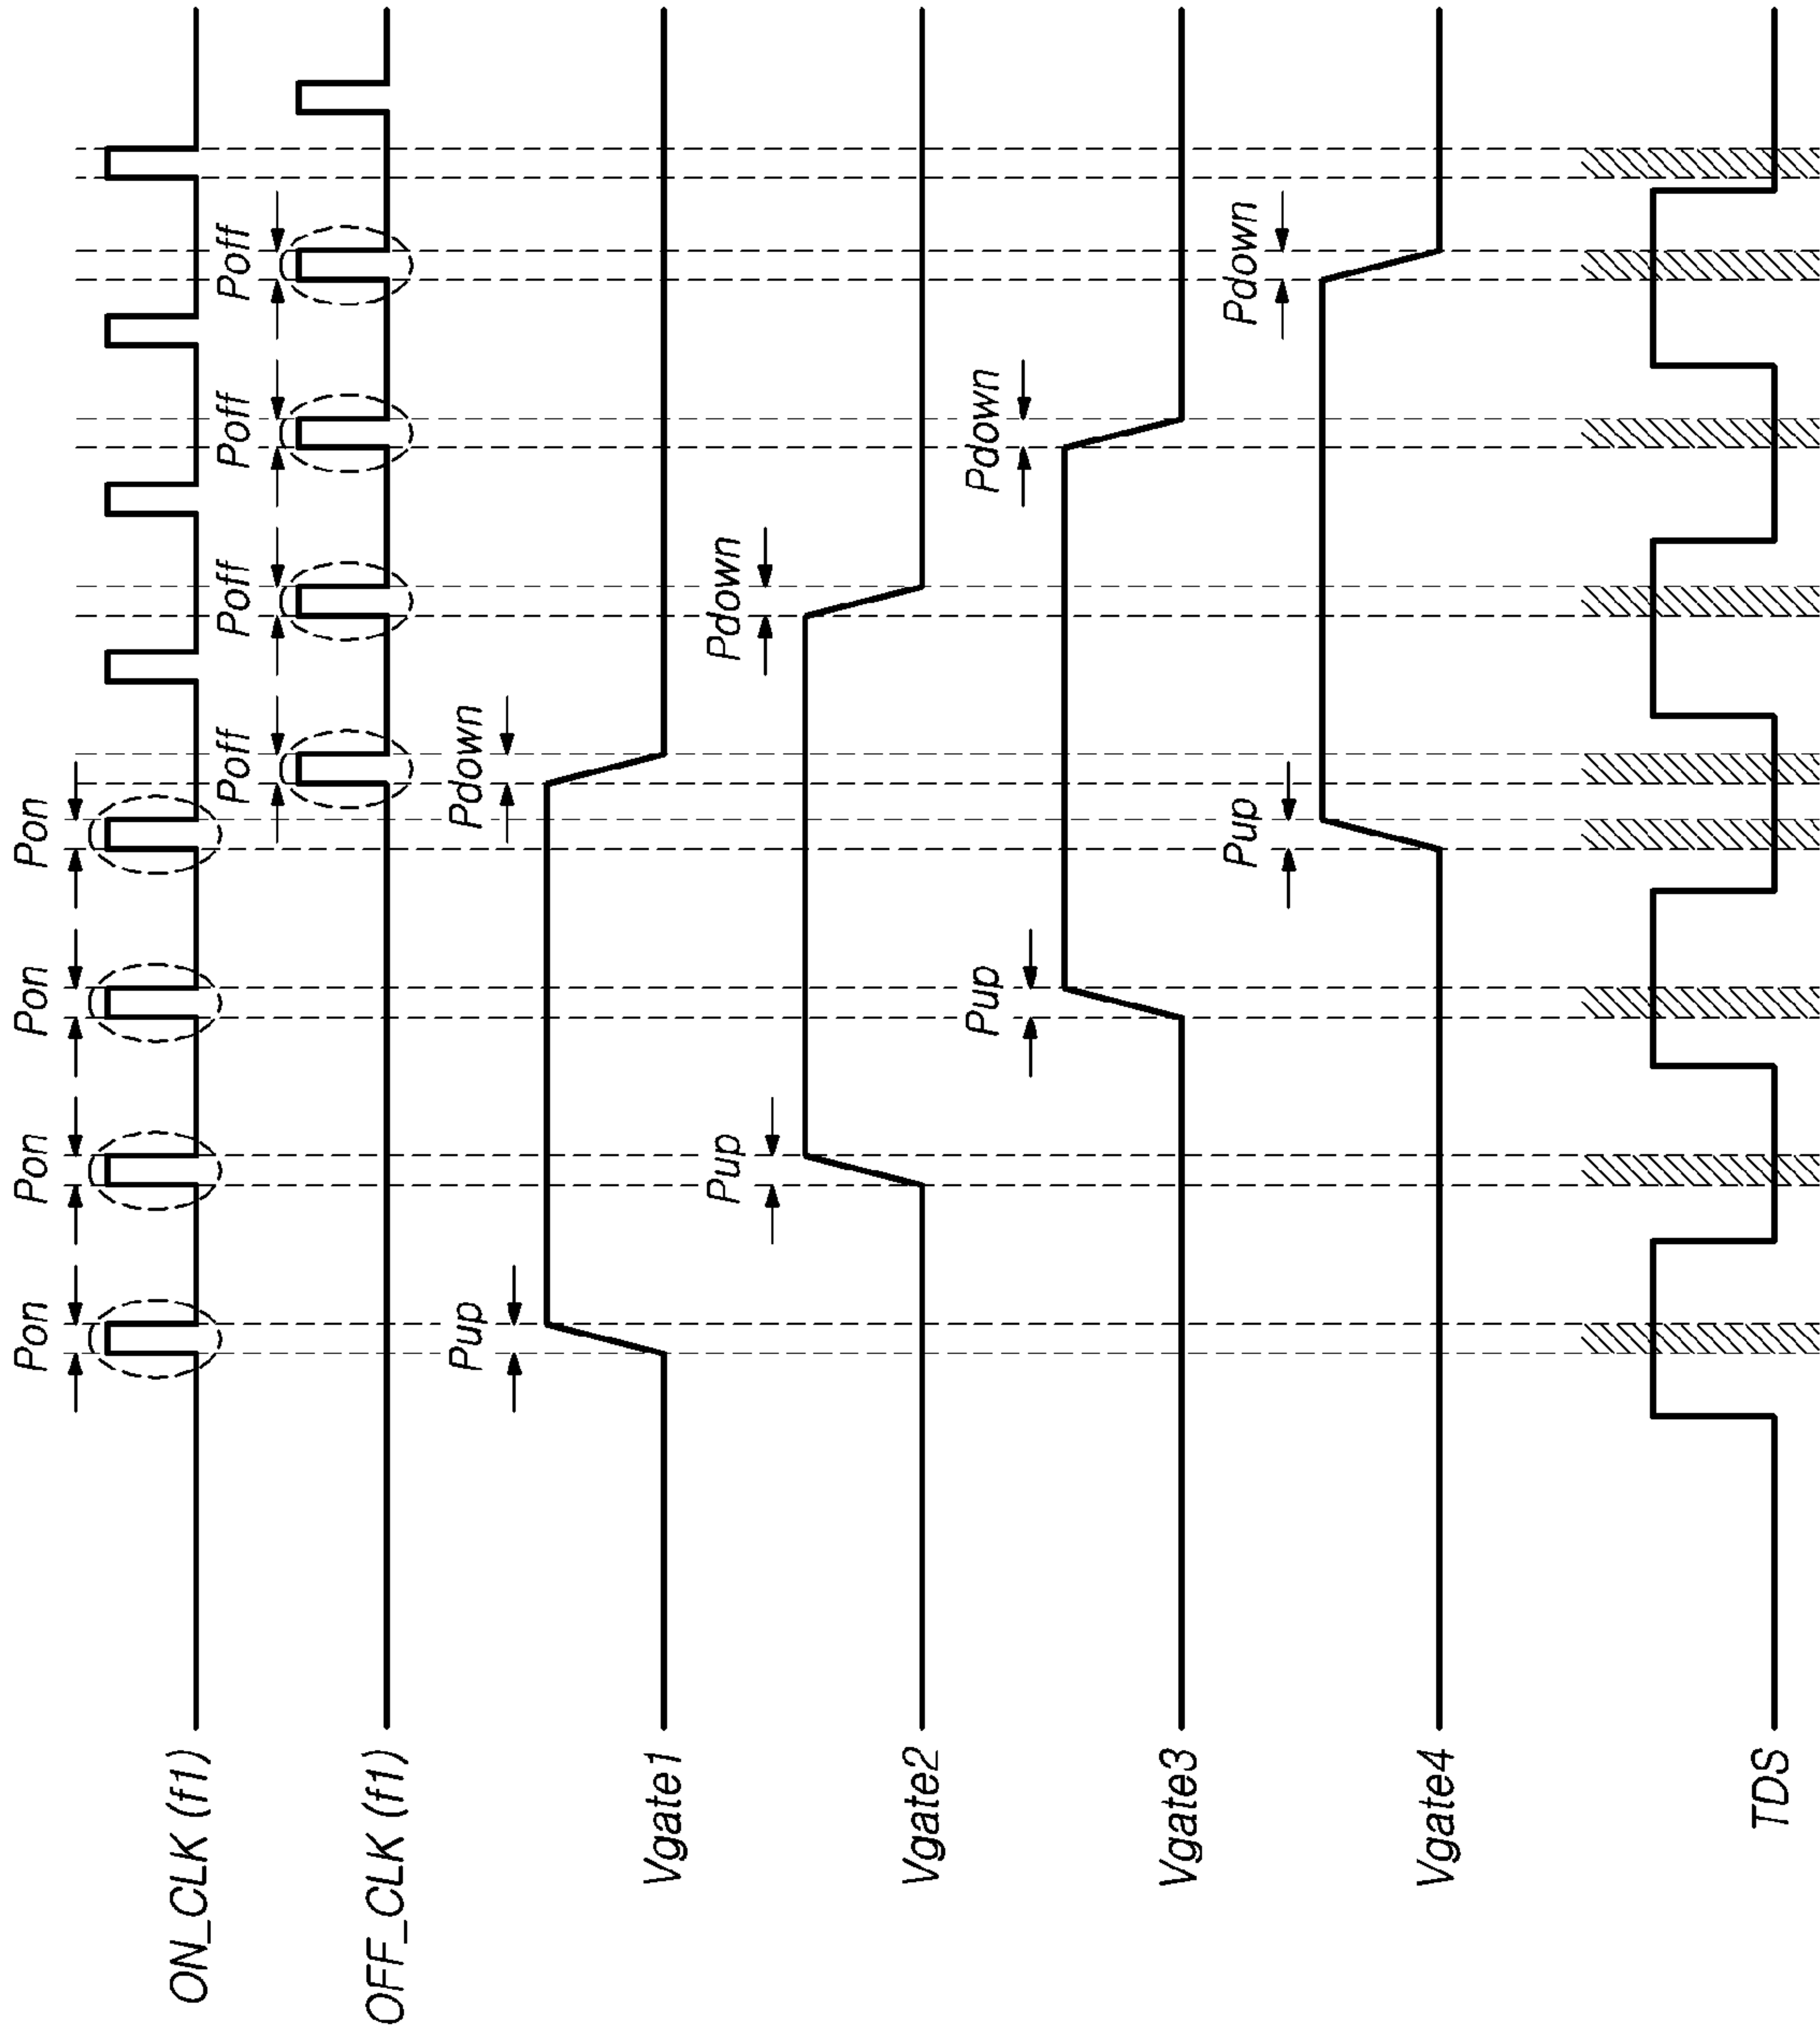 Pon Pon Pon Pon
ON_CLK (f1)
Poff Poff Poff Poff
OFF_CLK (f1)
Pup Pdown
Vgate1
Pup Pdown
Vgate2
Pup Pdown
Vgate3
Pup Pdown
Vgate4
TDS